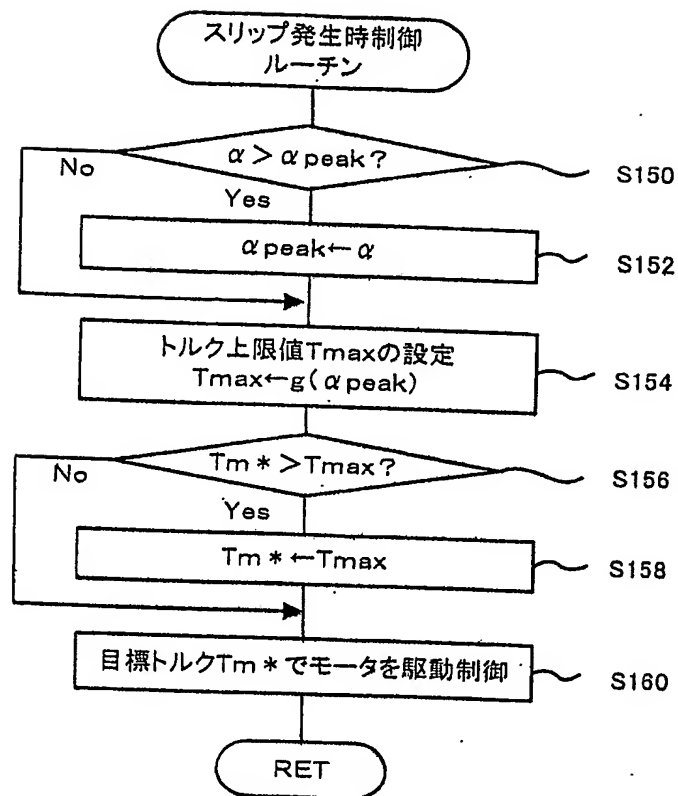 スリップ発生時制御
ルーチン
α > α peak ?
S150
No
Yes
α peak ← α
S152
トルク上限値Tmaxの設定
Tmax←g(α peak)
S154
Tm * > Tmax ?
S156
No
Yes
Tm * ←Tmax
S158
目標トルクTm * でモータを駆動制御
S160
RET